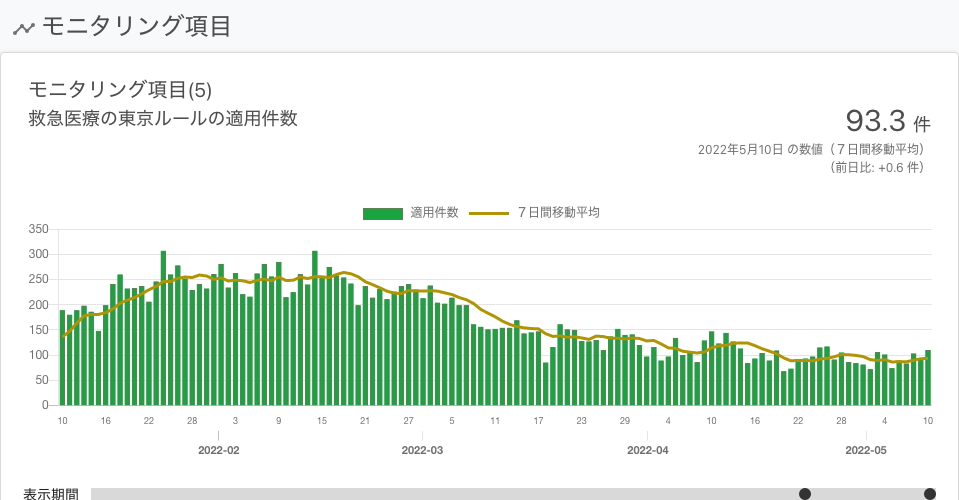 モニタリング項目
モニタリング項目(5)
救急医療の東京ルールの適用件数
93.3 件
2022年5月10日 の数値（７日間移動平均）
（前日比: +0.6 件）
適用件数 ７日間移動平均
350
300
250
200
150
100
50
0
10 16 22 28 3 9 15 21 27 5 11 17 23 29 4 10 16 22 28 4 10
2022-02 2022-03 2022-04 2022-05
表示期間